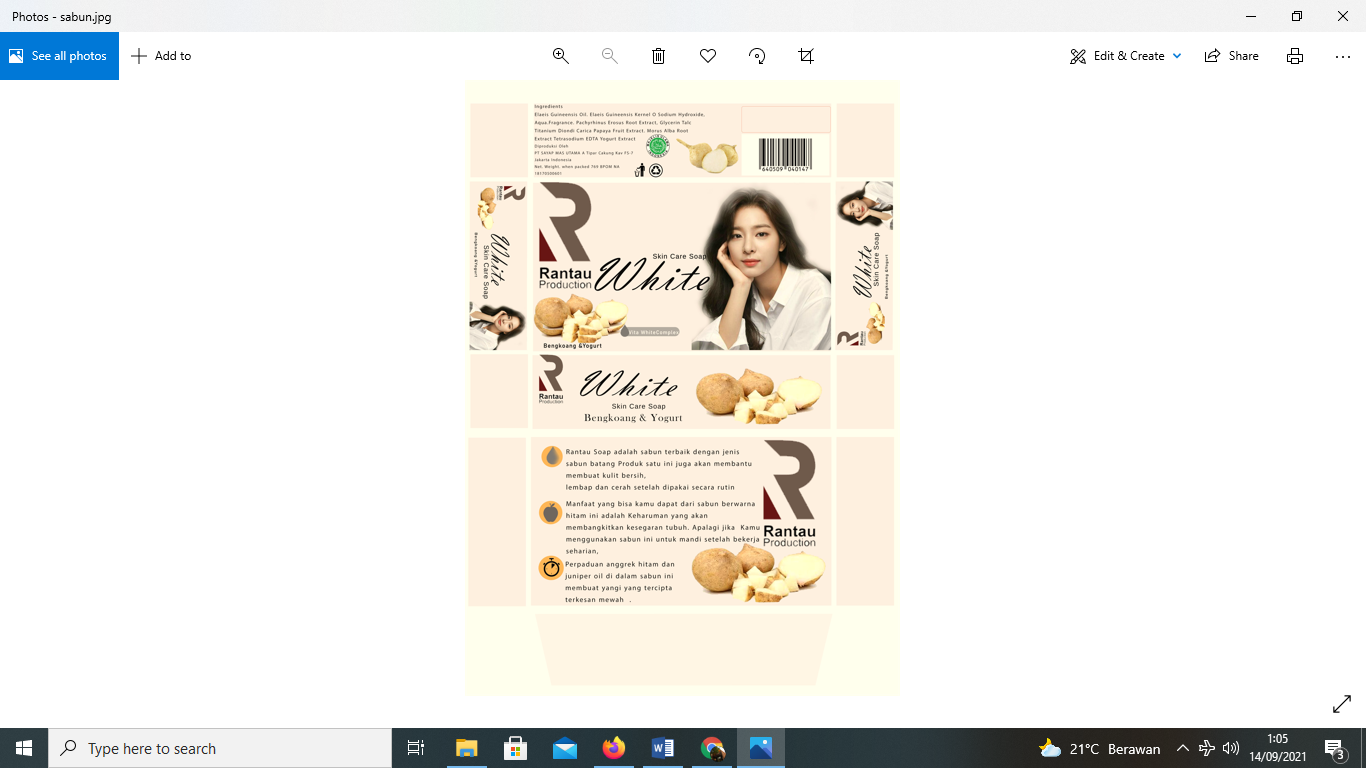 Photos - sabun.jpg
See all photos
Add to
Edit & Create
Share
Ingredients
Elaeis Guineensis Oil. Elaeis Guineensis Kernel O Sodium Hydroxide,
Aqua,Fragrance. Pachyrhinus Erosus Root Extract, Glycerin Talc
Titanium Diondi Carica Papaya Fruit Extract, Morus Alba Root
Extract Tetrasodium EDTA Yogurt Extract
Diproduksi Oleh
PT SAYAP MAS UTAMA A Tipar Cakung Kav F5-7
Jakarta Indonesia
Net. Weight. when packed 76g BPOM NA
18170500601
6 40509 040147
Rantau
Production
White
Skin Care Soap
Bengkoang &Yogurt
Rantau
Production
Skin Care Soap
White
Vita WhiteComplex
Bengkoang &Yogurt
White
Skin Care Soap
Bengkoang &Yogurt
Rantau
Production
Rantau
Production
White
Skin Care Soap
Bengkoang & Yogurt
Rantau Soap adalah sabun terbaik dengan jenis
sabun batang Produk satu ini juga akan membantu
membuat kulit bersih,
lembap dan cerah setelah dipakai secara rutin
Manfaat yang bisa kamu dapat dari sabun berwarna
hitam ini adalah Keharuman yang akan
membangkitkan kesegaran tubuh. Apalagi jika Kamu
menggunakan sabun ini untuk mandi setelah bekerja
seharian,
Perpaduan anggrek hitam dan
juniper oil di dalam sabun ini
membuat yangi yang tercipta
terkesan mewah .
Rantau
Production
Type here to search
21°C Berawan
1:05
14/09/2021
3